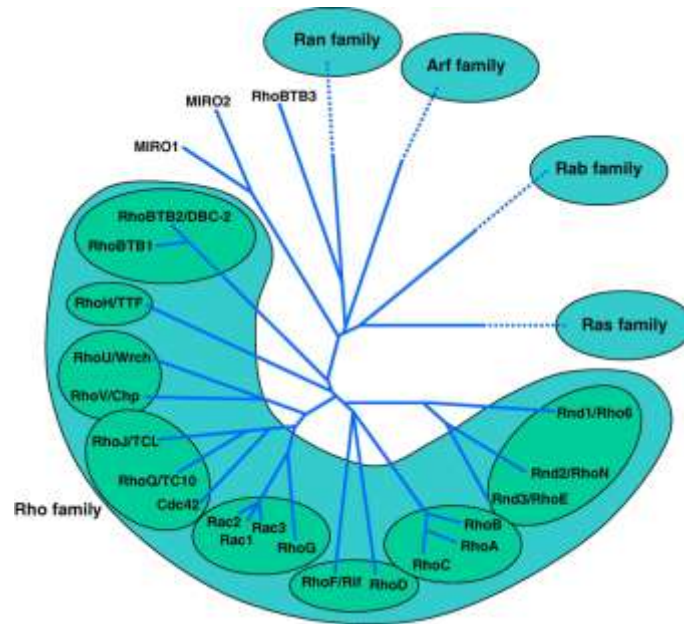 Ran family
Arf family
MIRO2
RhoBTB3
MIRO1
Rab family
RhoBTB2/DBC-2
RhoBTB1
RhoH/TTF
Ras family
RhoU/Wrch
RhoV/Chp
Rnd1/Rho6
RhoJ/TCL
RhoQ/TC10
Rnd2/RhoN
Cdc42
Rnd3/RhoE
Rho family
Rac2
Rac3
Rac1
RhoG
RhoB
RhoA
RhoC
RhoF/Rif
RhoD